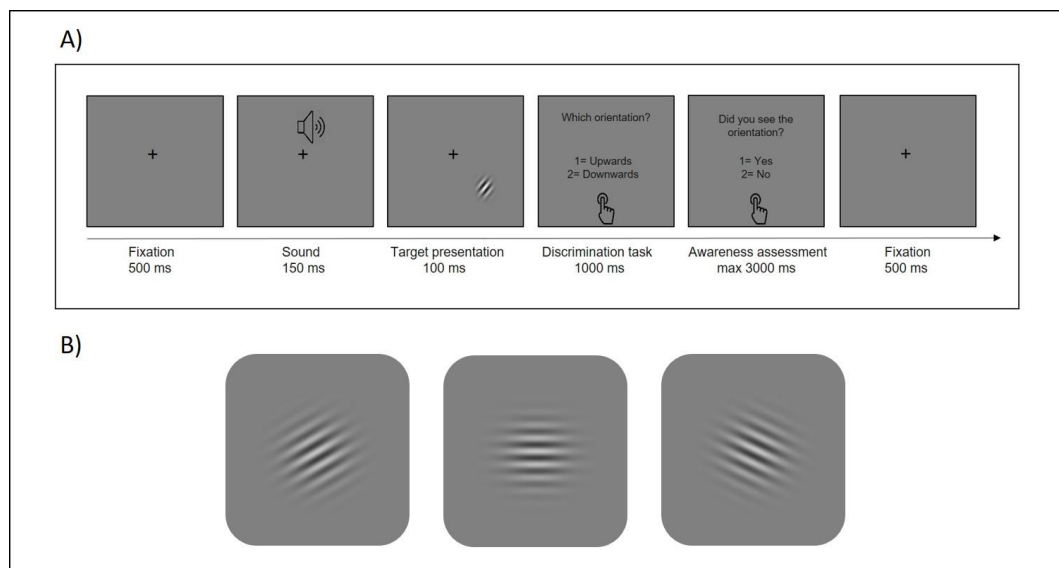 A)
Which orientation?
1= Upwards
2= Downwards
Did you see the
orientation?
1= Yes
2= No
Fixation
500 ms
Sound
150 ms
Target presentation
100 ms
Discrimination task
1000 ms
Awareness assessment
max 3000 ms
Fixation
500 ms
B)